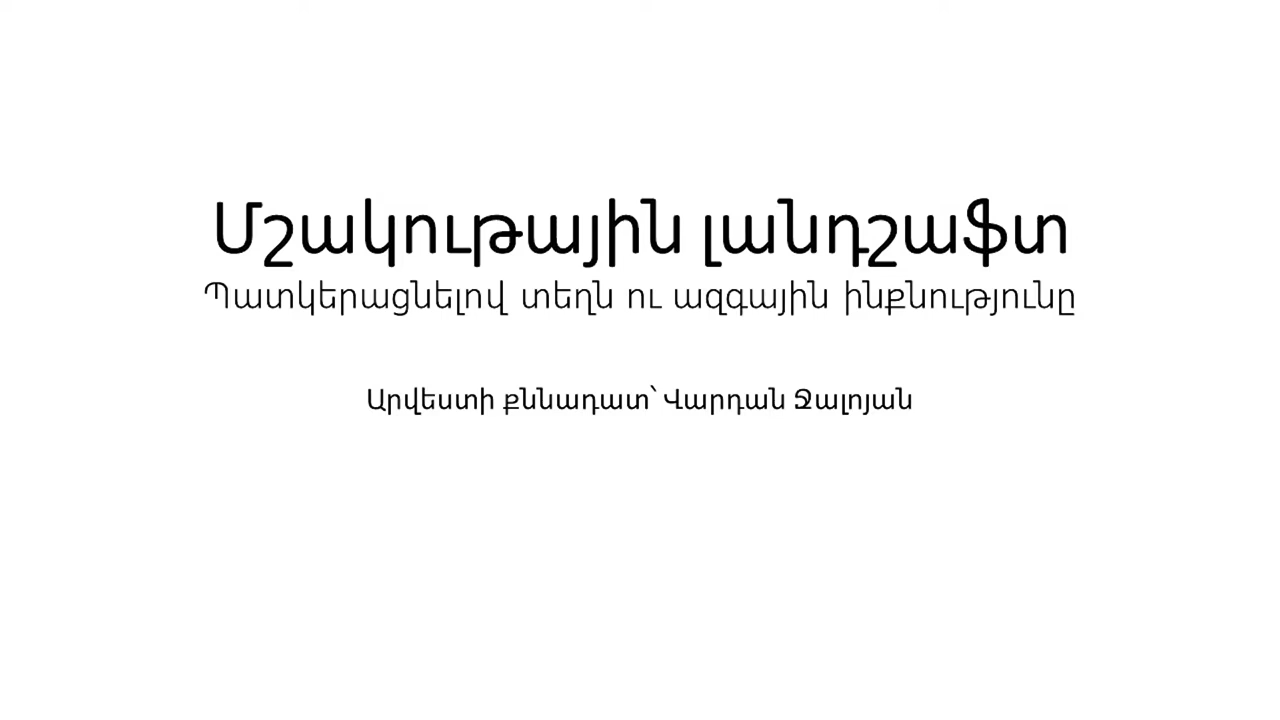 Մշակութային լանդշաֆտ
Պատկերացնելով տեղն ու ազգային ինքնությունը
Արվեստի քննադատ՝ Վարդան Ջալոյան